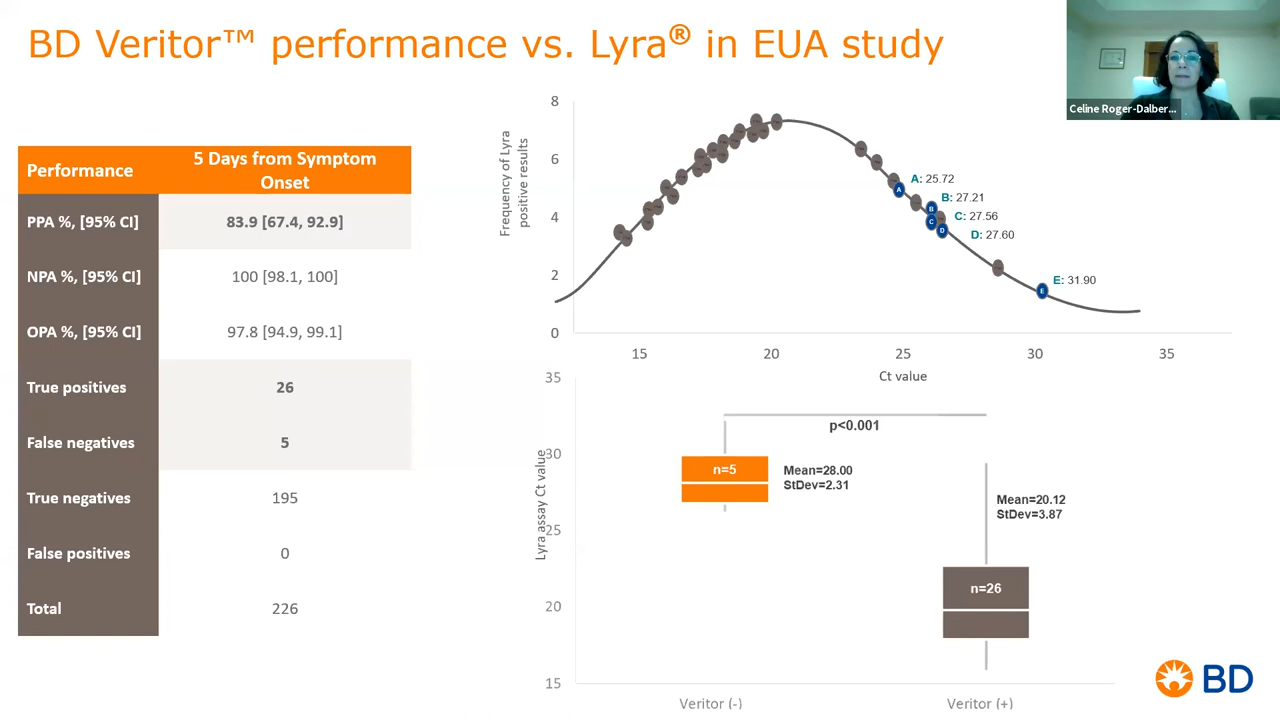 BD Veritor™ performance vs. Lyra® in EUA study
Celine Roger-Dalber...
Performance
5 Days from Symptom
Onset
PPA %, [95% CI]
83.9 [67.4, 92.9]
NPA %, [95% CI]
100 [98.1, 100]
OPA %, [95% CI]
97.8 [94.9, 99.1]
True positives
26
False negatives
5
True negatives
195
False positives
0
Total
226
Frequency of Lyra
positive results
8
6
4
2
0
A
B
C
D
E
A: 25.72
B: 27.21
C: 27.56
D: 27.60
E: 31.90
15
20
25
30
35
Ct value
Lyra assay Ct value
35
30
25
20
15
p<0.001
n=5
Mean=28.00
StDev=2.31
Mean=20.12
StDev=3.87
n=26
Veritor (-)
Veritor (+)
BD